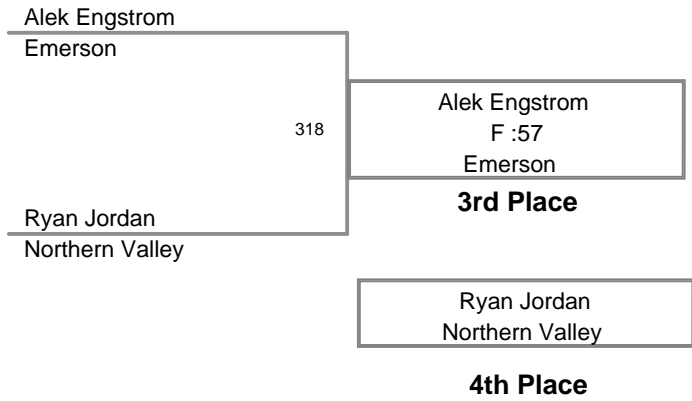 Alek Engstrom
Emerson
318
Alek Engstrom
F :57
Emerson
3rd Place
Ryan Jordan
Northern Valley
Ryan Jordan
Northern Valley
4th Place